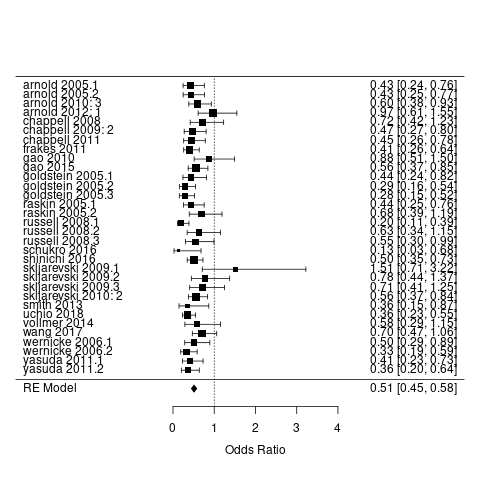 arnold 2005.1 0.43 [0.24, 0.76]
arnold 2005.2 0.43 [0.25, 0.77]
arnold 2010: 3 0.60 [0.38, 0.93]
arnold 2012: 1 0.97 [0.61, 1.55]
chappell 2008 0.72 [0.42, 1.23]
chappell 2009: 2 0.47 [0.27, 0.80]
chappell 2011 0.45 [0.26, 0.78]
frakes 2011 0.41 [0.26, 0.64]
gao 2010 0.88 [0.51, 1.50]
gao 2015 0.56 [0.37, 0.85]
goldstein 2005.1 0.44 [0.24, 0.82]
goldstein 2005.2 0.29 [0.16, 0.54]
goldstein 2005.3 0.28 [0.15, 0.52]
raskin 2005.1 0.44 [0.25, 0.76]
raskin 2005.2 0.68 [0.39, 1.19]
russell 2008.1 0.20 [0.11, 0.39]
russell 2008.2 0.63 [0.34, 1.15]
russell 2008.3 0.55 [0.30, 0.99]
schukro 2016 0.13 [0.03, 0.68]
shinichi 2016 0.50 [0.35, 0.73]
skljarevski 2009.1 1.51 [0.71, 3.22]
skljarevski 2009.2 0.78 [0.44, 1.37]
skljarevski 2009.3 0.71 [0.41, 1.25]
skljarevski 2010: 2 0.56 [0.37, 0.84]
smith 2013 0.36 [0.15, 0.87]
uchio 2018 0.36 [0.23, 0.55]
vollmer 2014 0.58 [0.29, 1.15]
wang 2017 0.70 [0.47, 1.06]
wernicke 2006.1 0.50 [0.29, 0.89]
wernicke 2006.2 0.33 [0.19, 0.59]
yasuda 2011.1 0.41 [0.23, 0.73]
yasuda 2011.2 0.36 [0.20, 0.64]
RE Model 0.51 [0.45, 0.58]
0 1 2 3 4
Odds Ratio